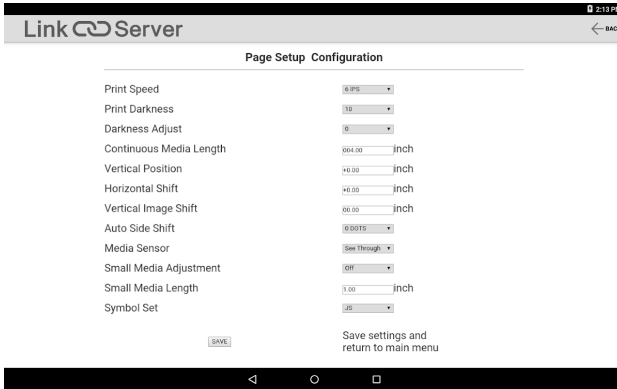 2:13 PM
Link Server
BAC
Page Setup Configuration
Print Speed 6 IPS
Print Darkness 10
Darkness Adjust 0
Continuous Media Length 004.00 inch
Vertical Position +0.00 inch
Horizontal Shift +0.00 inch
Vertical Image Shift 00.00 inch
Auto Side Shift 0 DOTS
Media Sensor See Through
Small Media Adjustment Off
Small Media Length 1.00 inch
Symbol Set JS
Save settings and
SAVE return to main menu